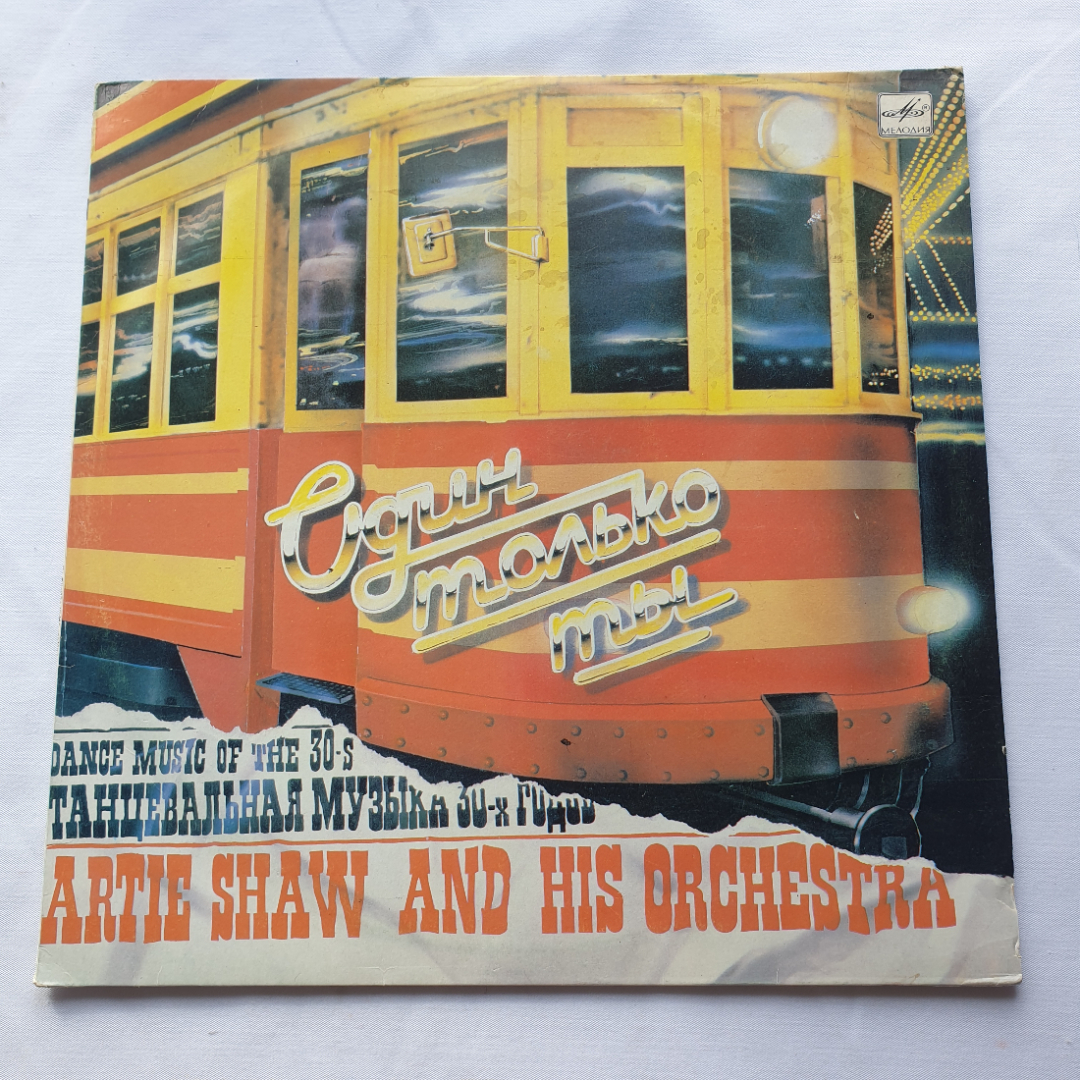 МЕЛОДИЯ
Один
только
ты
DANCE MUSIC OF THE 30-s
ТАНЦЕВАЛЬНАЯ МУЗЫКА 30-х ГОДОВ
ARTIE SHAW AND HIS ORCHESTRA